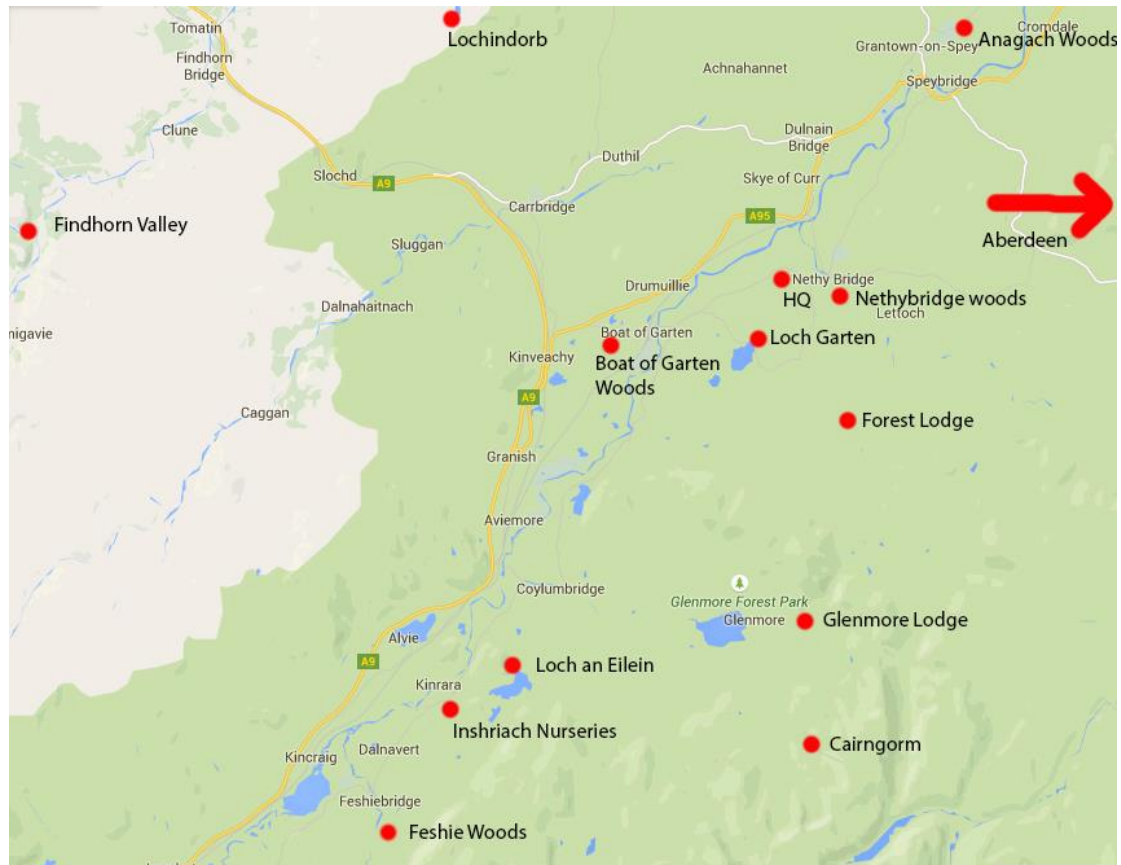 Tomatin
Lochindorb
Cromdale
Grantown-on-Spey
Anagach Woods
Findhorn
Bridge
Achnahannet
Speybridge
Clune
Dulnain
Bridge
Duthil
Slochd
A9
Skye of Curr
Carrbridge
A95
Findhorn Valley
Sluggan
Aberdeen
Drumuillie
Nethy Bridge
HQ
Nethybridge woods
Lettoch
Dalnahaitnach
nigavie
Boat of Garten
Loch Garten
Kinveachy
Boat of Garten
Woods
A9
Caggan
Forest Lodge
Granish
Aviemore
Coylumbridge
Glenmore Forest Park
Glenmore
Glenmore Lodge
Alvie
A9
Loch an Eilein
Kinrara
Inshriach Nurseries
Dalnavert
Cairngorm
Kincraig
Feshiebridge
Feshie Woods